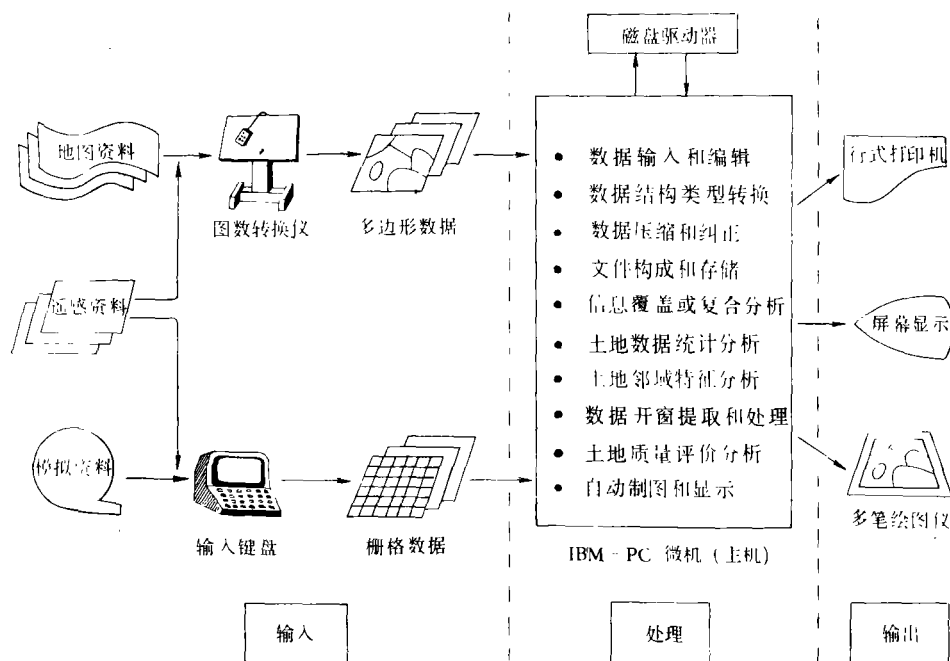 磁盘驱动器
地图资料
图数转换仪
多边形数据
遥感资料
模拟资料
输入键盘
栅格数据
• 数据输入和编辑
• 数据结构类型转换
• 数据压缩和纠正
• 文件构成和存储
• 信息覆盖或复合分析
• 土地数据统计分析
• 土地邻域特征分析
• 数据开窗提取和处理
• 土地质量评价分析
• 自动制图和显示
IBM-PC 微机(主机)
行式打印机
屏幕显示
多笔绘图仪
输入
处理
输出